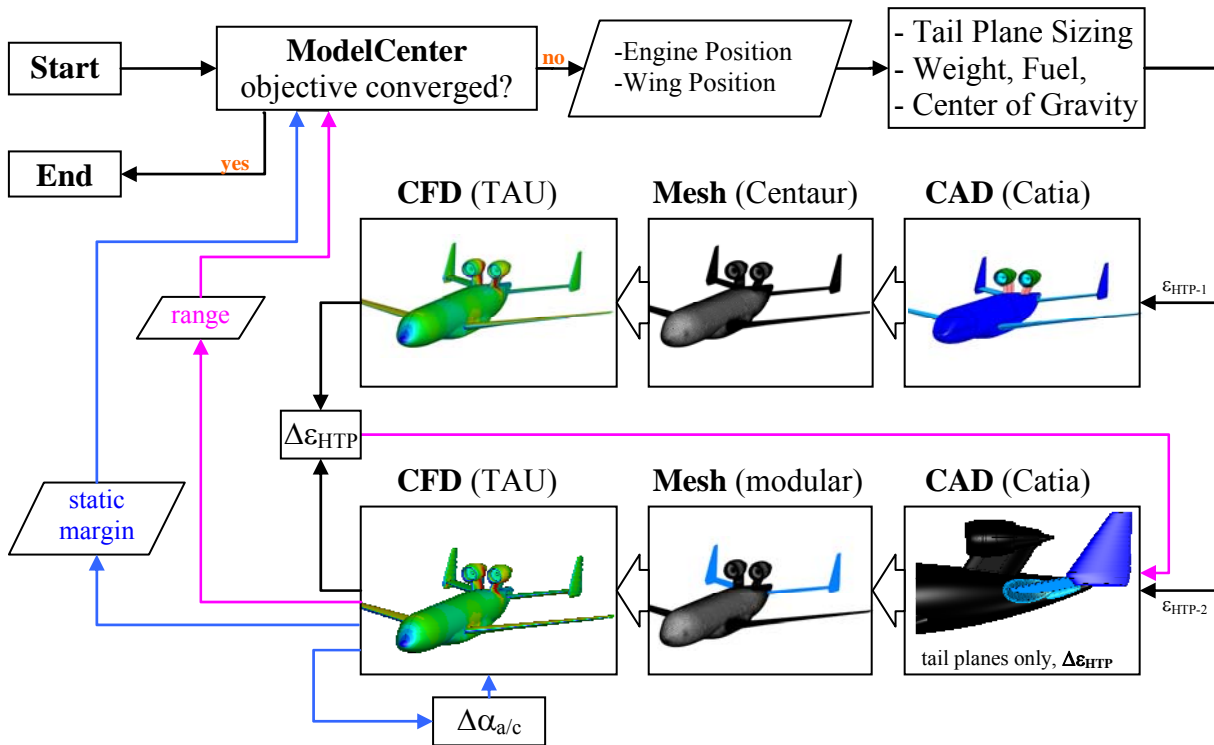 Start
ModelCenter
objective converged?
no
-Engine Position
-Wing Position
- Tail Plane Sizing
- Weight, Fuel,
- Center of Gravity
End
yes
CFD (TAU)
Mesh (Centaur)
CAD (Catia)
range
εHTP-1
ΔεHTP
static
margin
CFD (TAU)
Mesh (modular)
CAD (Catia)
εHTP-2
tail planes only, ΔεHTP
Δαa/c